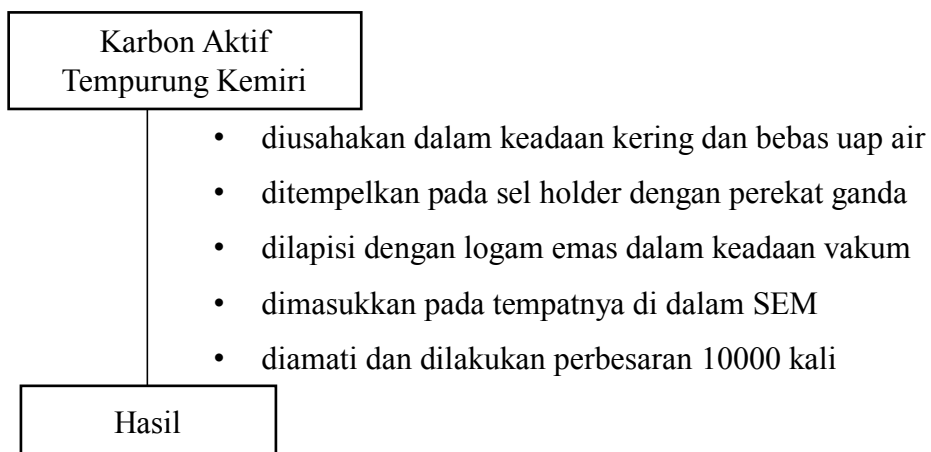 Karbon Aktif
Tempurung Kemiri
• diusahakan dalam keadaan kering dan bebas uap air
• ditempelkan pada sel holder dengan perekat ganda
• dilapisi dengan logam emas dalam keadaan vakum
• dimasukkan pada tempatnya di dalam SEM
• diamati dan dilakukan perbesaran 10000 kali
Hasil